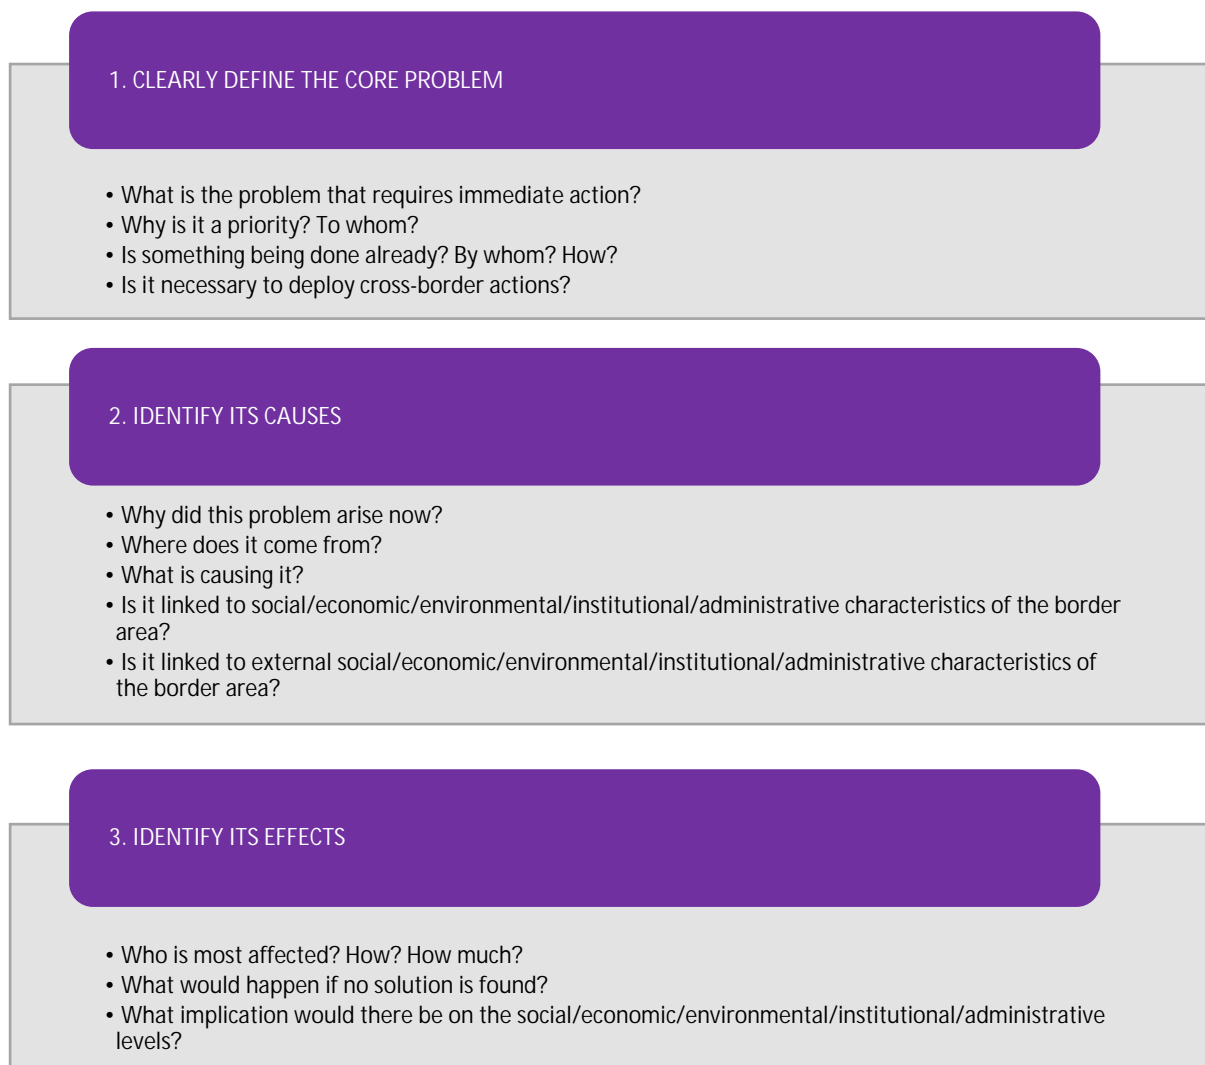 1. CLEARLY DEFINE THE CORE PROBLEM
• What is the problem that requires immediate action?
• Why is it a priority? To whom?
• Is something being done already? By whom? How?
• Is it necessary to deploy cross-border actions?
2. IDENTIFY ITS CAUSES
• Why did this problem arise now?
• Where does it come from?
• What is causing it?
• Is it linked to social/economic/environmental/institutional/administrative characteristics of the border
area?
• Is it linked to external social/economic/environmental/institutional/administrative characteristics of
the border area?
3. IDENTIFY ITS EFFECTS
• Who is most affected? How? How much?
• What would happen if no solution is found?
• What implication would there be on the social/economic/environmental/institutional/administrative
levels?